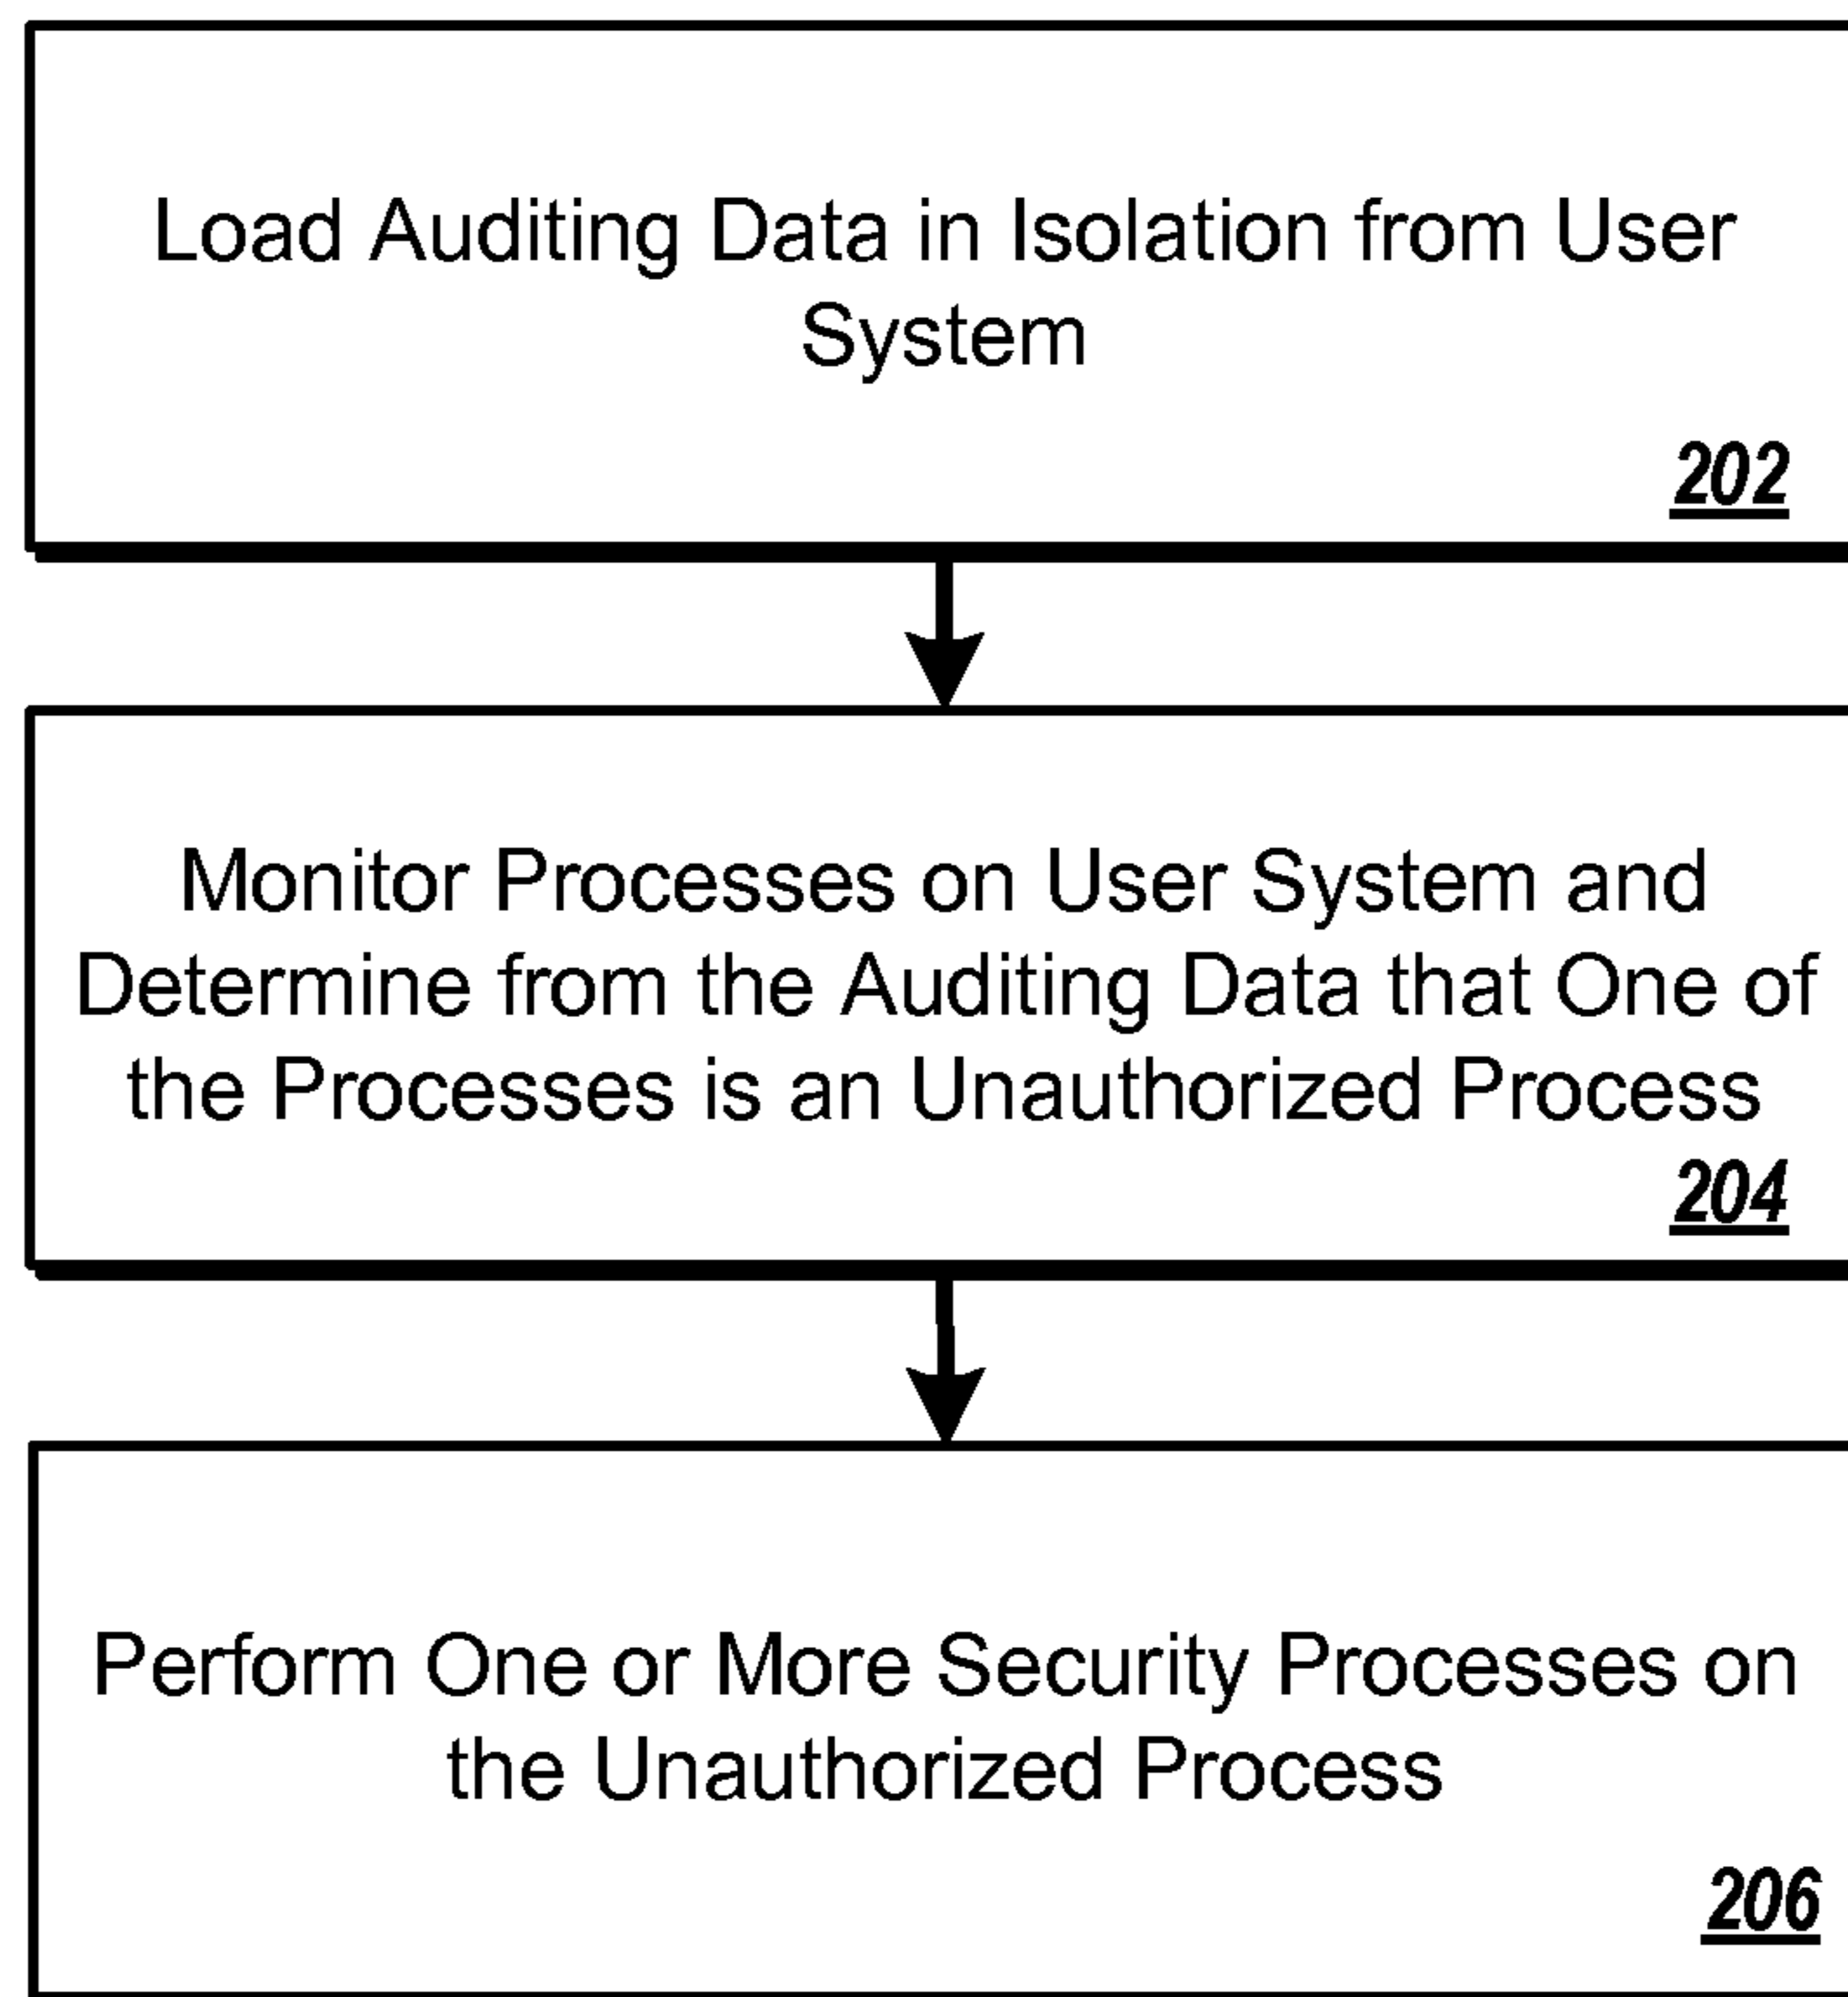 Load Auditing Data in Isolation from User
System
202
Monitor Processes on User System and
Determine from the Auditing Data that One of
the Processes is an Unauthorized Process
204
Perform One or More Security Processes on
the Unauthorized Process
206